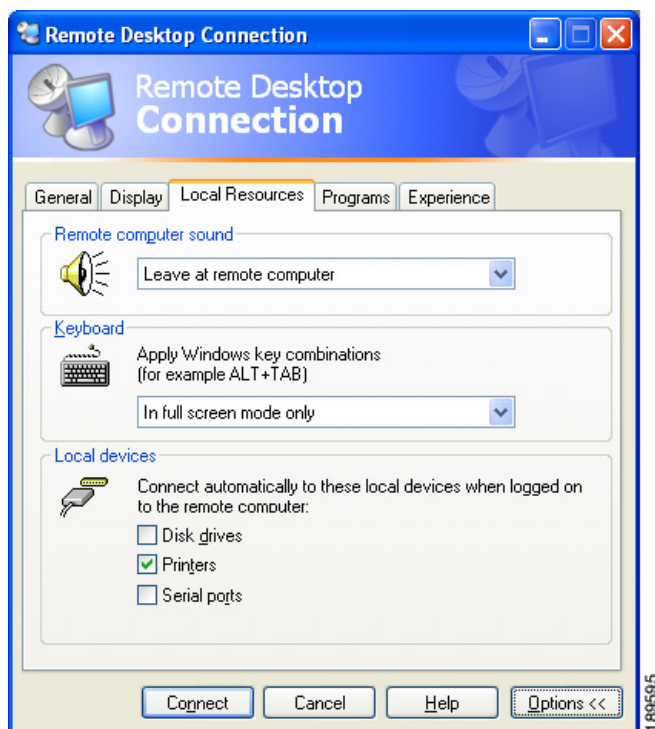 Remote Desktop Connection
Remote Desktop
Connection
General Display Local Resources Programs Experience
Remote computer sound
Leave at remote computer
Keyboard
Apply Windows key combinations
(for example ALT+TAB)
In full screen mode only
Local devices
Connect automatically to these local devices when logged on
to the remote computer:
Disk drives
Printers
Serial ports
Connect Cancel Help Options <<
189595